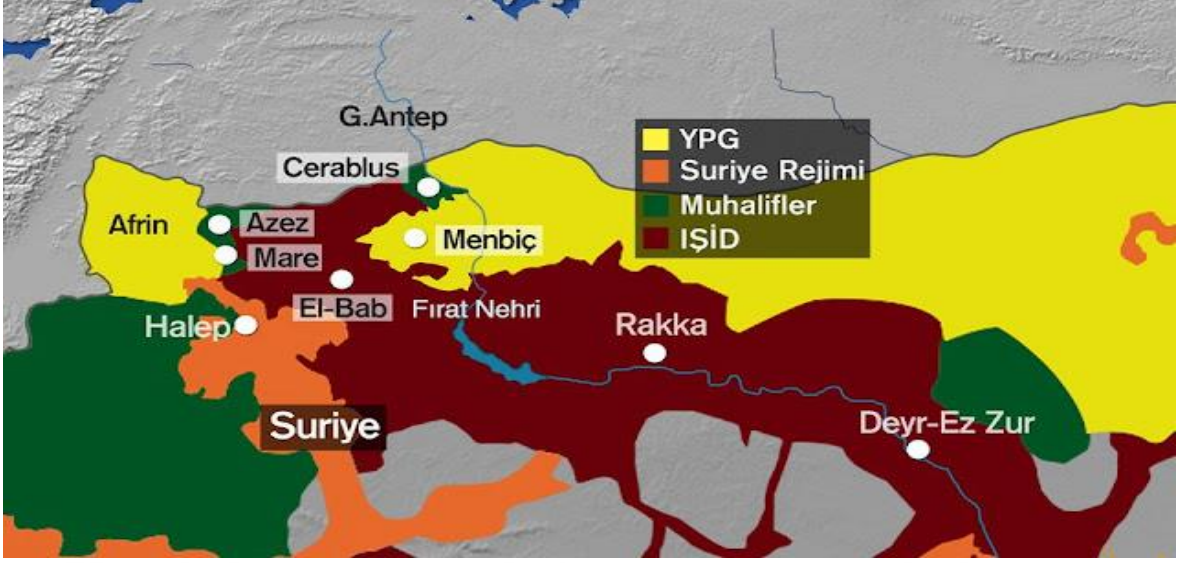 G.Antep
Cerablus
Afrin
Azez
Mare
Menbiç
El-Bab
Fırat Nehri
Halep
Rakka
Suriye
Deyr-Ez Zur
YPG
Suriye Rejimi
Muhalifler
IŞİD